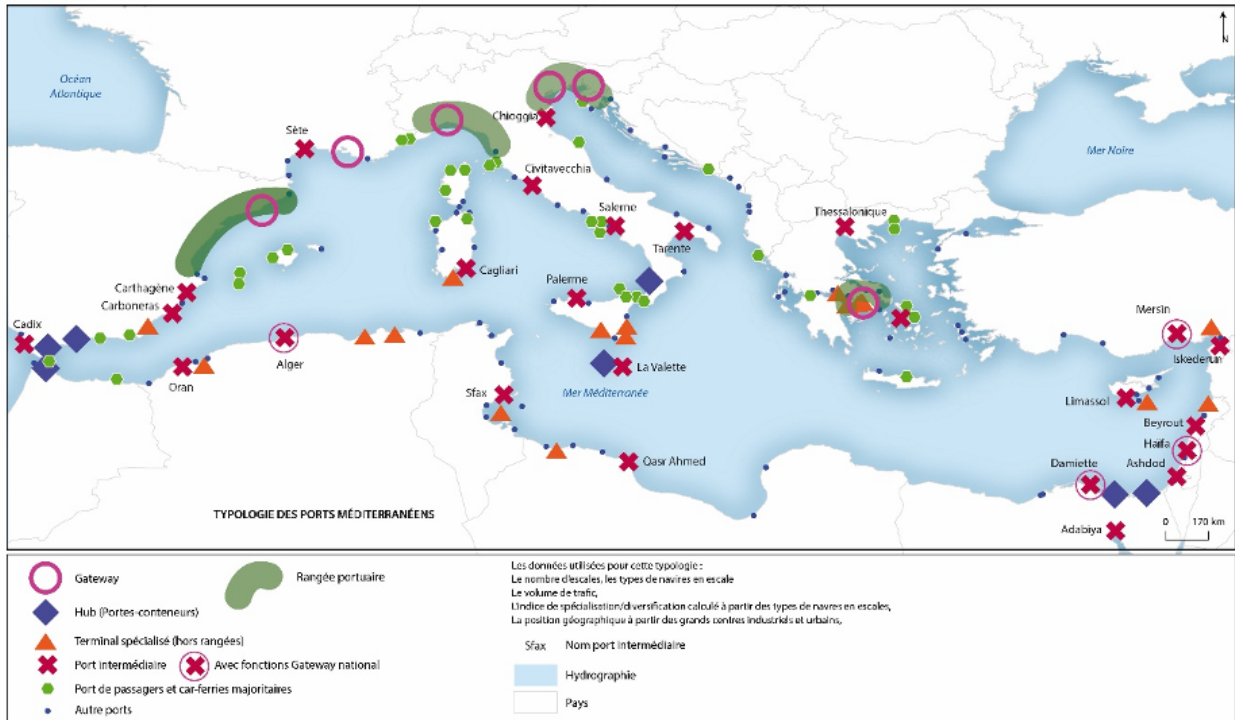 Océan
Atlantique
N
Chioggia
Sète
Mer Noire
Civitavecchia
Salerne
Thessalonique
Tarente
Cagliari
Carthagène
Palerme
Carboneras
Mersin
Cadix
Alger
La Valette
Iskederun
Oran
Sfax
Mer Méditerranée
Limassol
Beyrout
Haïfa
Qasr Ahmed
Damiette
Ashdod
TYPOLOGIE DES PORTS MÉDITERRANÉENS
Adabiya
0 170 km
Gateway
Rangée portuaire
Hub (Portes-conteneurs)
Terminal spécialisé (hors rangées)
Port intermédiaire
Avec fonctions Gateway national
Port de passagers et car-ferries majoritaires
Autre ports
Les données utilisées pour cette typologie :
Le nombre d'escales, les types de navires en escale
Le volume de trafic,
L'indice de spécialisation/diversification calculé à partir des types de navres en escales,
La position géographique à partir des grands centres industriels et urbains,
Sfax
Nom port intermédiaire
Hydrographie
Pays